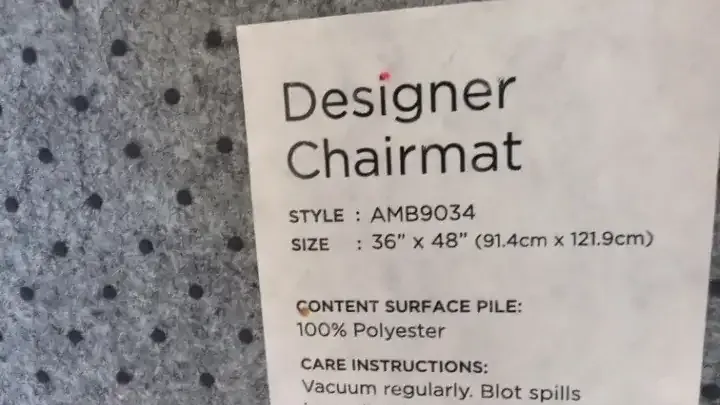 Designer
Chairmat
STYLE : AMB9034
SIZE : 36” x 48” (91.4cm x 121.9cm)
CONTENT SURFACE PILE:
100% Polyester
CARE INSTRUCTIONS:
Vacuum regularly. Blot spills